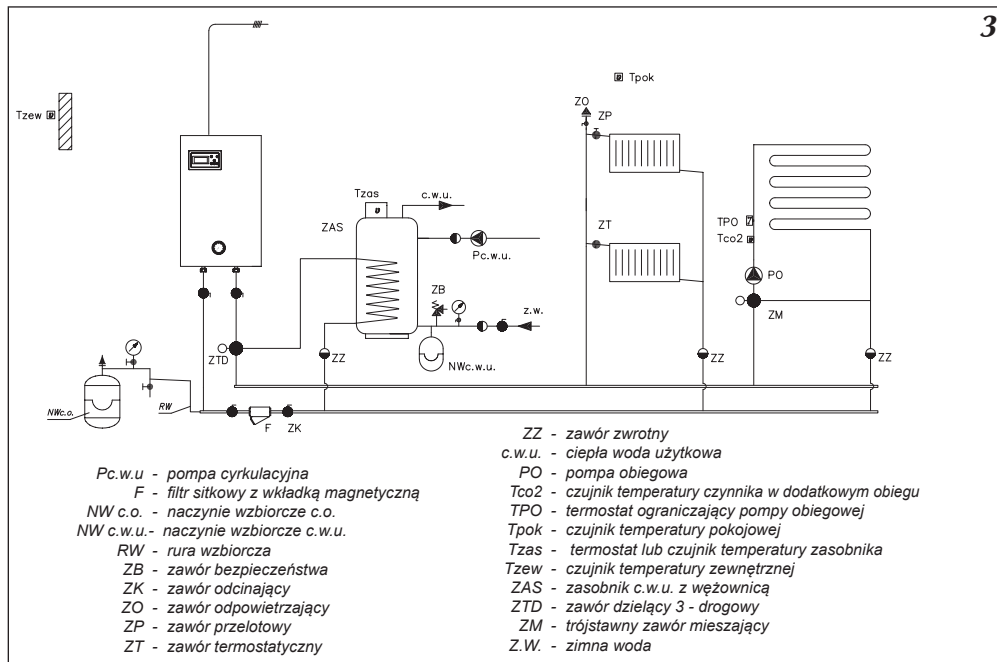 3
Tpok
ZO
ZP
Tzew
Tzas
c.w.u.
ZAS
ZT
TPO
Tco2
Pc.w.u.
PO
ZB
z.w.
ZM
ZTD
ZZ
NWc.w.u.
ZZ
ZZ
NWc.o.
RW
F
ZK
Pc.w.u - pompa cyrkulacyjna
F - filtr sitkowy z wkładką magnetyczną
NW c.o. - naczynie wzbiorcze c.o.
NW c.w.u.- naczynie wzbiorcze c.w.u.
RW - rura wzbiorcza
ZB - zawór bezpieczeństwa
ZK - zawór odcinający
ZO - zawór odpowietrzający
ZP - zawór przelotowy
ZT - zawór termostatyczny
ZZ - zawór zwrotny
c.w.u. - ciepła woda użytkowa
PO - pompa obiegowa
Tco2 - czujnik temperatury czynnika w dodatkowym obiegu
TPO - termostat ograniczający pompy obiegowej
Tpok - czujnik temperatury pokojowej
Tzas - termostat lub czujnik temperatury zasobnika
Tzew - czujnik temperatury zewnętrznej
ZAS - zasobnik c.w.u. z wężownicą
ZTD - zawór dzielący 3 - drogowy
ZM - trójstawny zawór mieszający
Z.W. - zimna woda